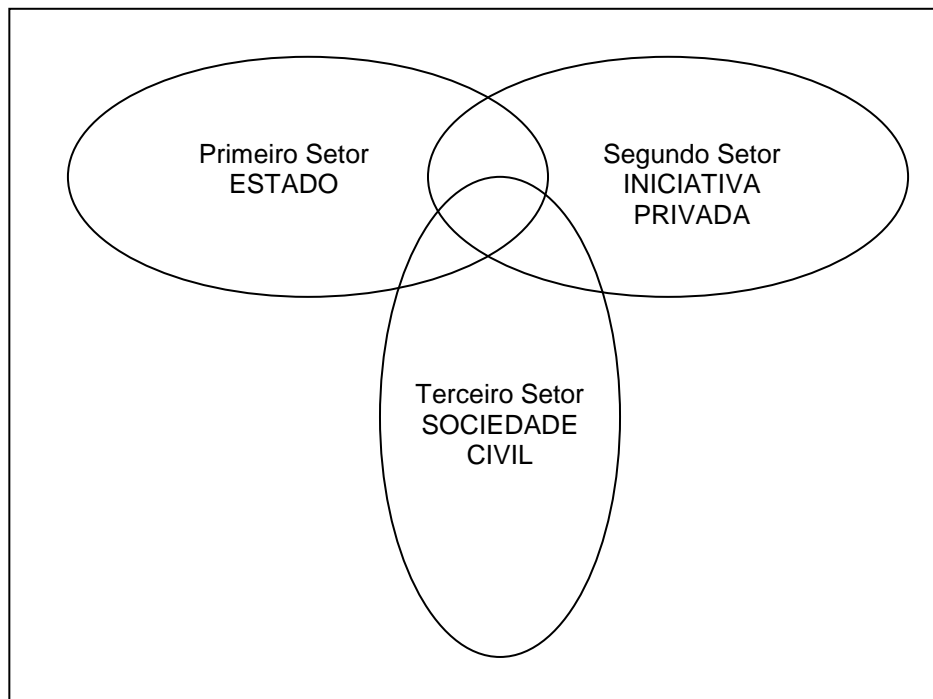 Primeiro Setor
ESTADO
Segundo Setor
INICIATIVA
PRIVADA
Terceiro Setor
SOCIEDADE
CIVIL